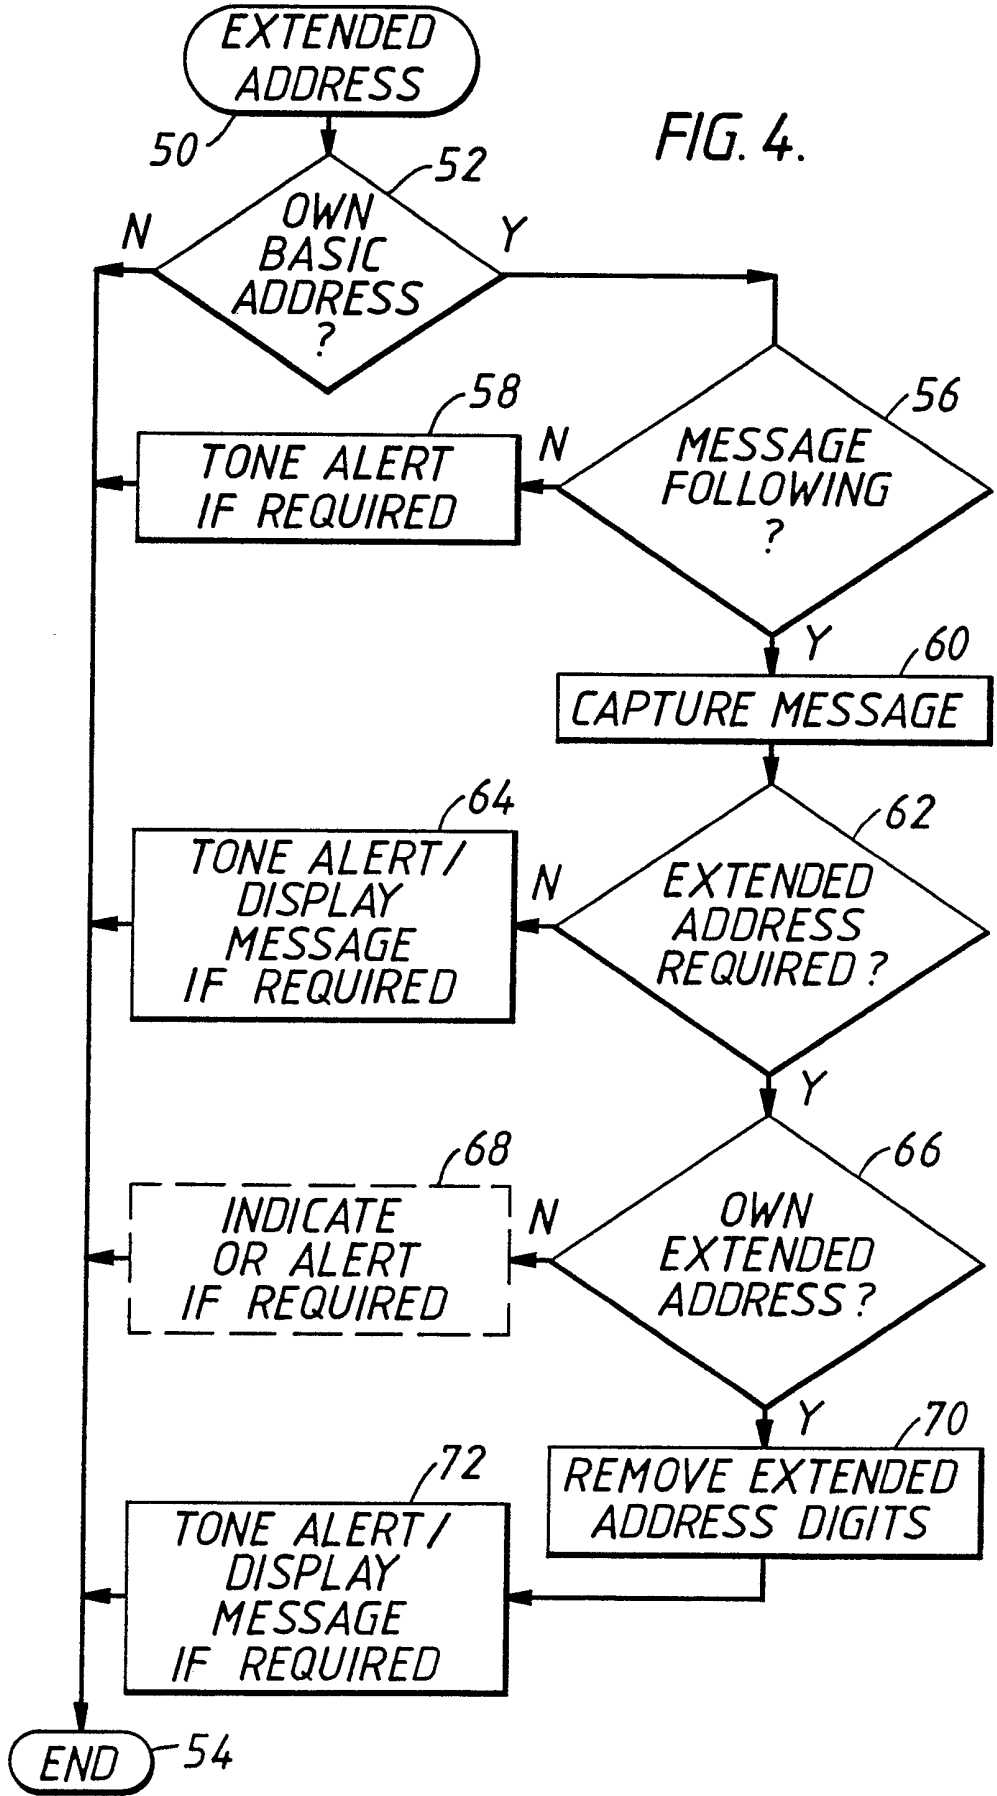 EXTENDED
ADDRESS
50
FIG. 4.
52
N
OWN
BASIC
ADDRESS
?
Y
58
56
TONE ALERT
IF REQUIRED
N
MESSAGE
FOLLOWING
?
Y
60
CAPTURE MESSAGE
64
62
TONE ALERT/
DISPLAY
MESSAGE
IF REQUIRED
N
EXTENDED
ADDRESS
REQUIRED?
Y
68
66
INDICATE
OR ALERT
IF REQUIRED
N
OWN
EXTENDED
ADDRESS?
Y
70
REMOVE EXTENDED
ADDRESS DIGITS
72
TONE ALERT/
DISPLAY
MESSAGE
IF REQUIRED
END
54